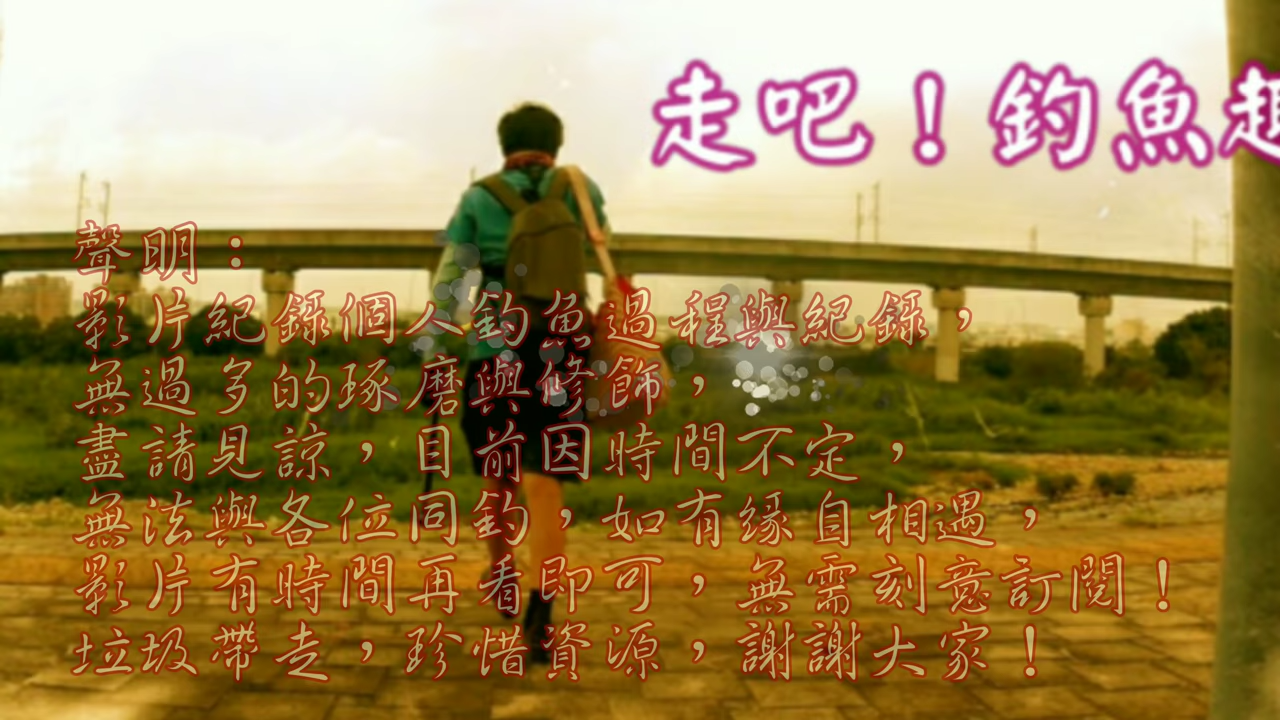 走吧！釣魚趣
聲明：
影片紀錄個人釣魚過程與紀錄，
無過多的琢磨與修飾，
盡請見諒，目前因時間不定，
無法與各位同釣，如有緣自相遇，
影片有時間再看即可，無需刻意訂閱！
垃圾帶走，珍惜資源，謝謝大家！